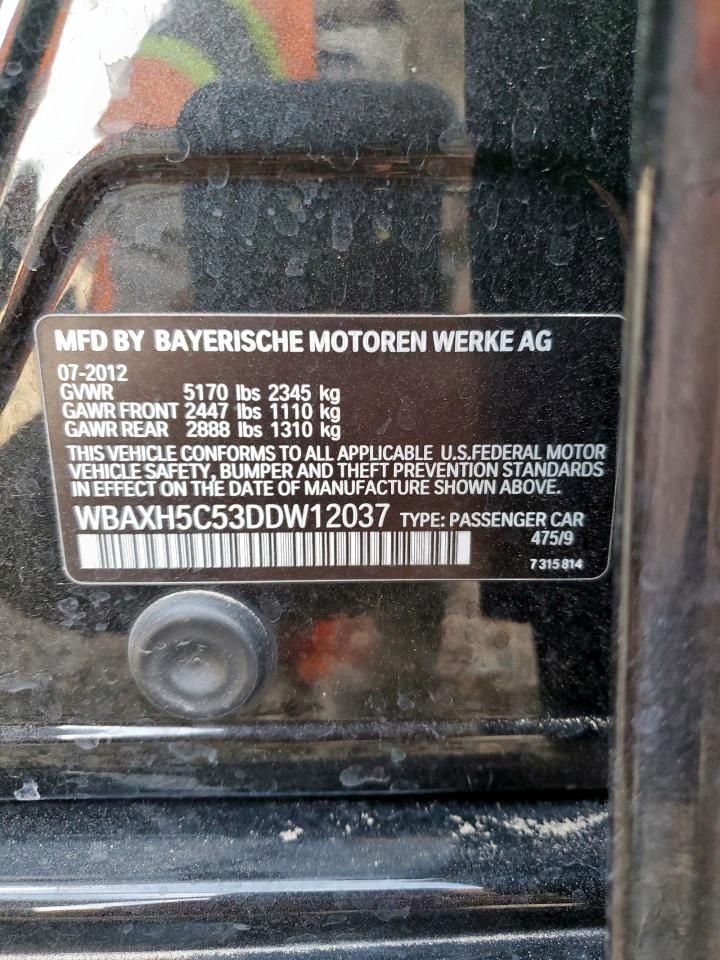 MFD BY BAYERISCHE MOTOREN WERKE AG
07-2012
GVWR 5170 lbs 2345 kg
GAWR FRONT 2447 lbs 1110 kg
GAWR REAR 2888 lbs 1310 kg
THIS VEHICLE CONFORMS TO ALL APPLICABLE U.S.FEDERAL MOTOR
VEHICLE SAFETY, BUMPER AND THEFT PREVENTION STANDARDS
IN EFFECT ON THE DATE OF MANUFACTURE SHOWN ABOVE.
WBAXH5C53DDW12037 TYPE: PASSENGER CAR
475/9
7 315 814